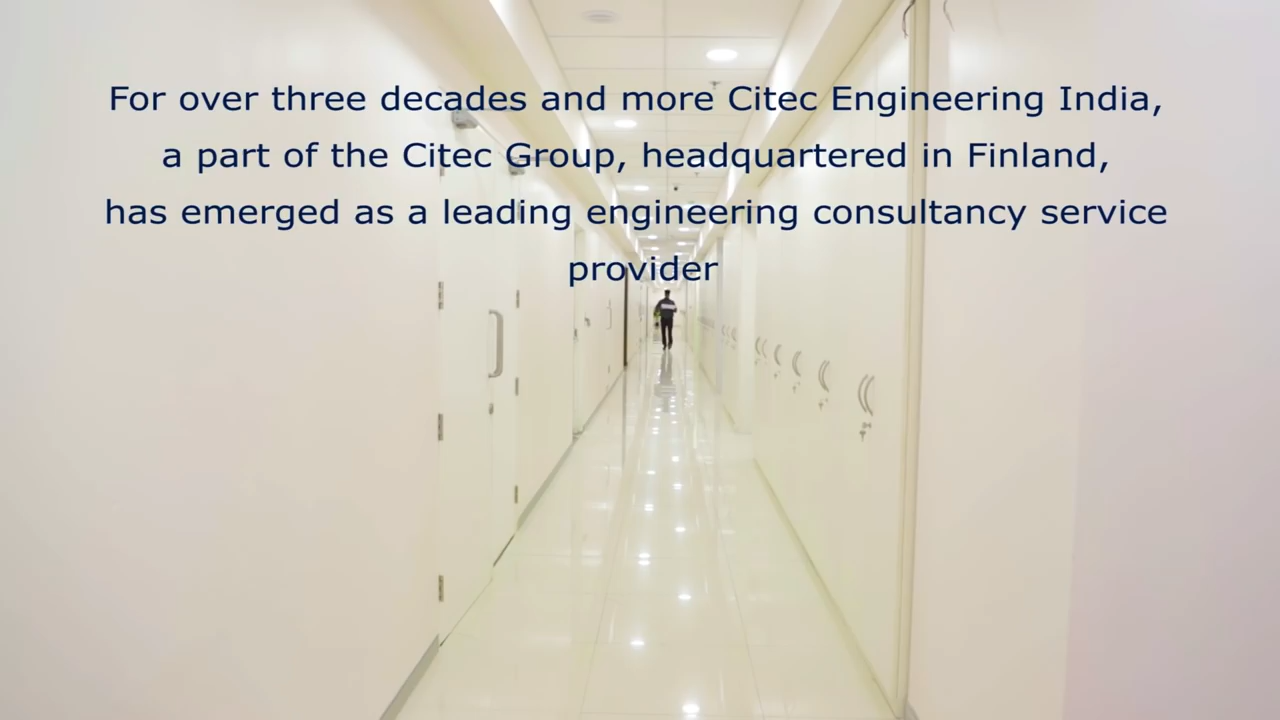 For over three decades and more Citec Engineering India,
a part of the Citec Group, headquartered in Finland,
has emerged as a leading engineering consultancy service
provider